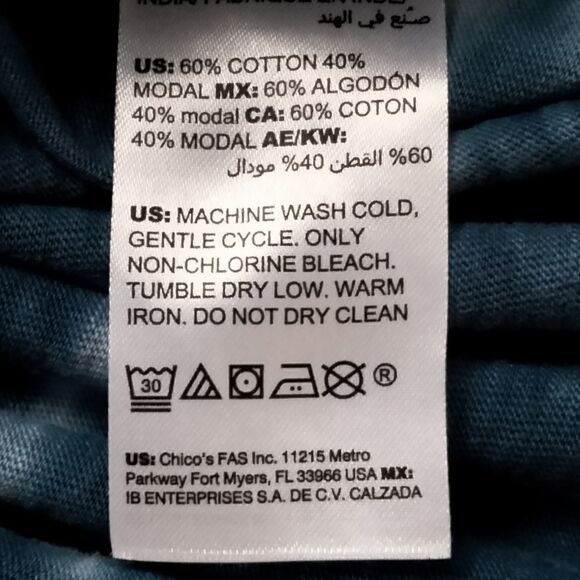 صنع في الهند
US: 60% COTTON 40%
MODAL MX: 60% ALGODÓN
40% modal CA: 60% COTON
40% MODAL AE/KW:
60% القطن 40% مودال
US: MACHINE WASH COLD,
GENTLE CYCLE. ONLY
NON-CHLORINE BLEACH.
TUMBLE DRY LOW. WARM
IRON. DO NOT DRY CLEAN
30
®
US: Chico's FAS Inc. 11215 Metro
Parkway Fort Myers, FL 33966 USA MX:
IB ENTERPRISES S.A. DE C.V. CALZADA